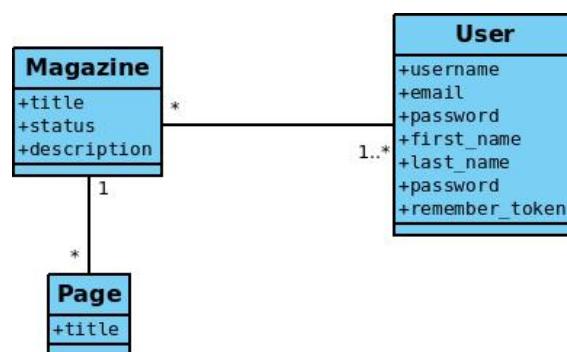 Magazine
+title
+status
+description
*
1..*
User
+username
+email
+password
+first_name
+last_name
+password
+remember_token
1
*
Page
+title